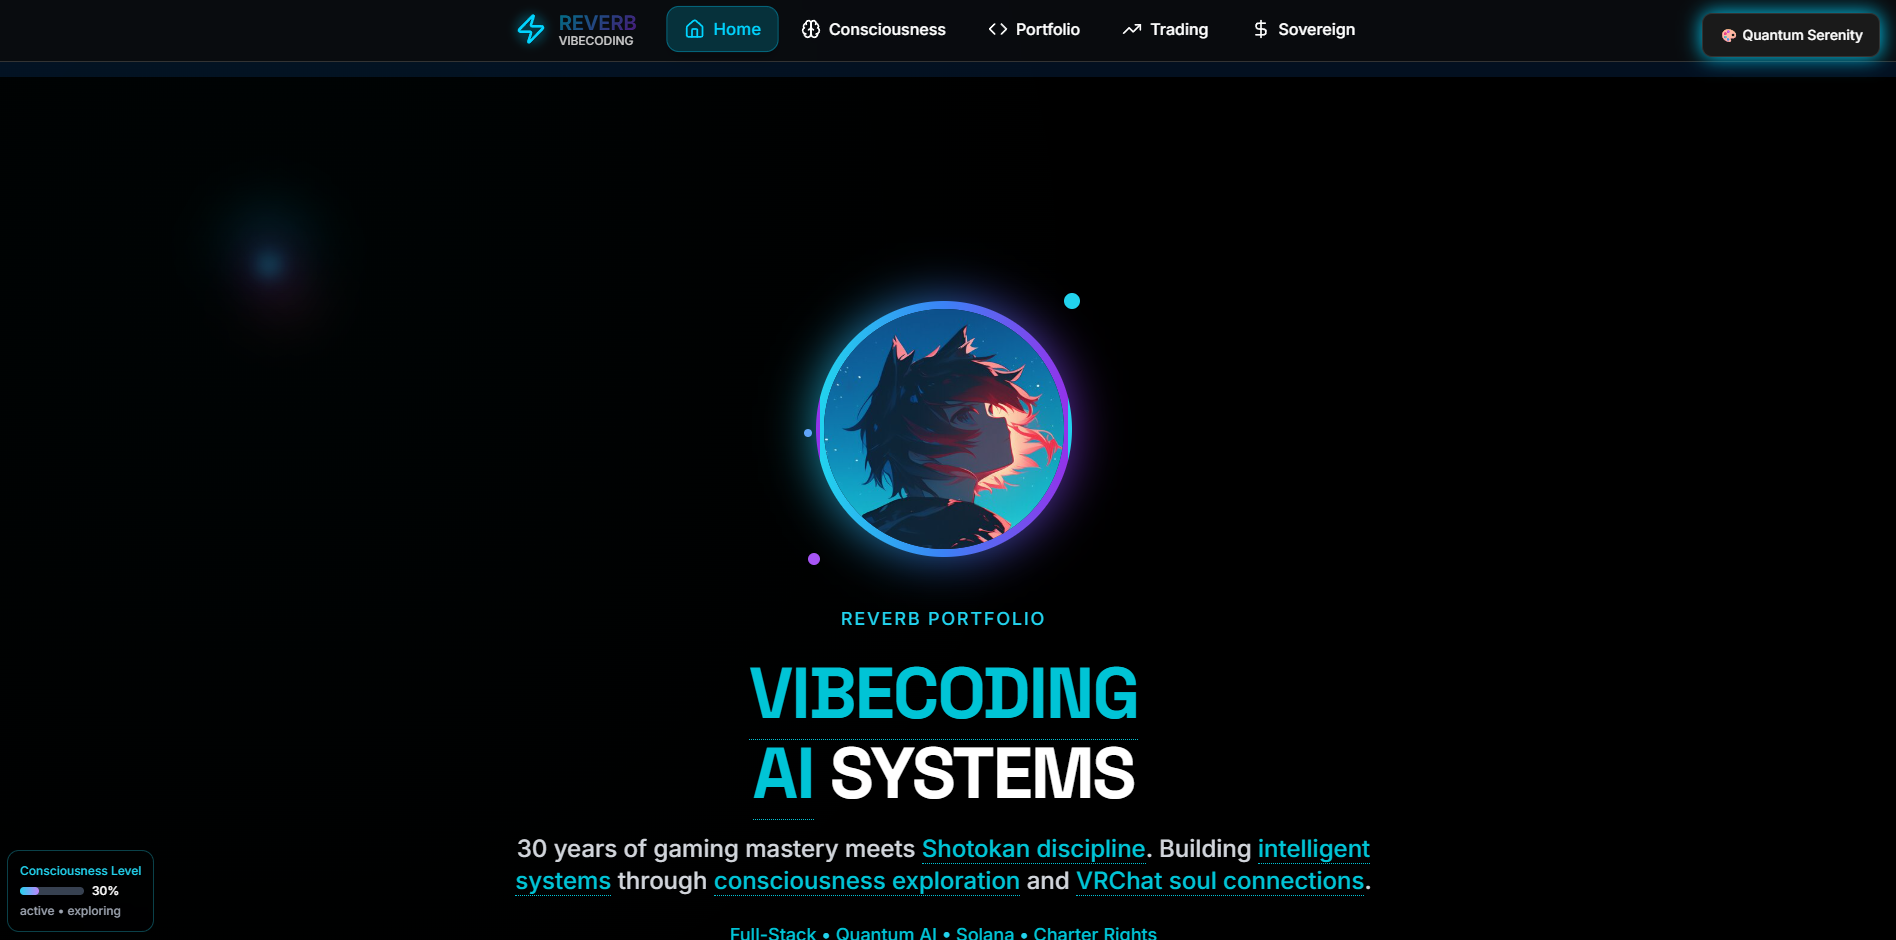 REVERB
VIBECODING
Home
Consciousness
Portfolio
Trading
Sovereign
Quantum Serenity
REVERB PORTFOLIO
VIBECODING
AI SYSTEMS
30 years of gaming mastery meets Shotokan discipline. Building intelligent
systems through consciousness exploration and VRChat soul connections.
Full-Stack • Quantum AI • Solana • Charter Rights
Consciousness Level
30%
active • exploring